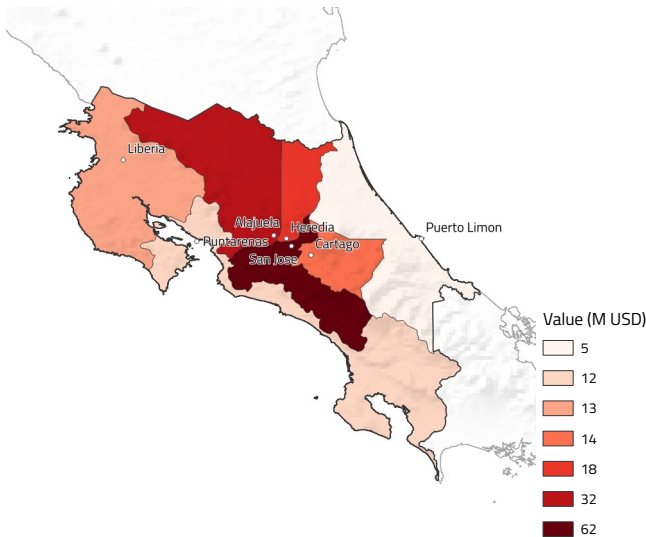 Liberia
Alajuela
Heredia
Puerto Limon
Puntarenas
Cartago
San Jose
Value (M USD)
5
12
13
14
18
32
62